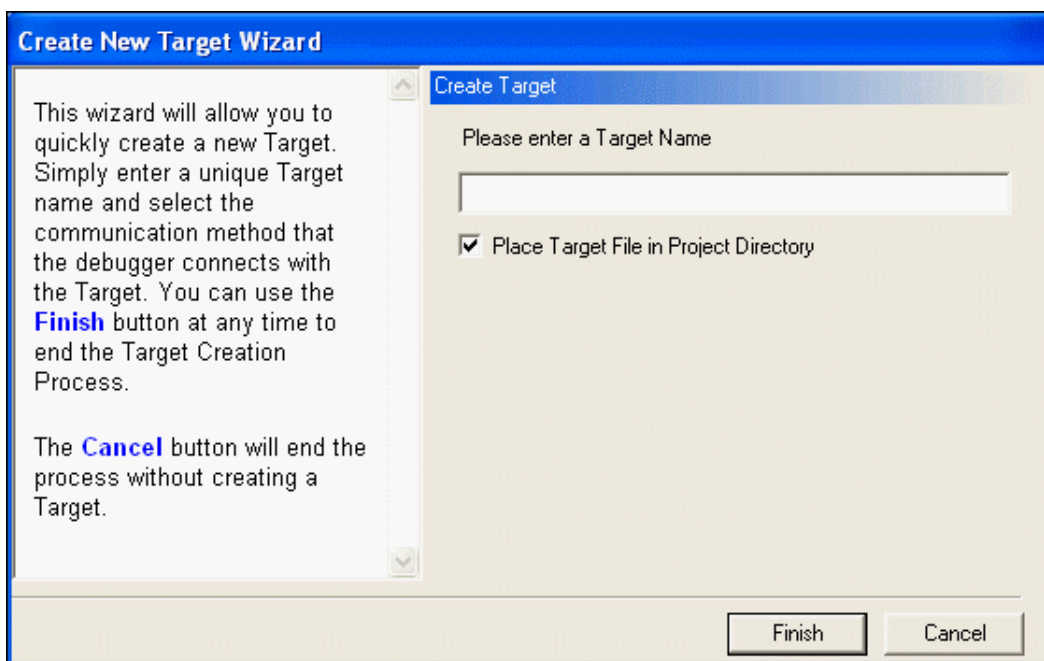 Create New Target Wizard
This wizard will allow you to
quickly create a new Target.
Simply enter a unique Target
name and select the
communication method that
the debugger connects with
the Target. You can use the
Finish button at any time to
end the Target Creation
Process.
The Cancel button will end the
process without creating a
Target.
Create Target
Please enter a Target Name
Place Target File in Project Directory
Finish
Cancel